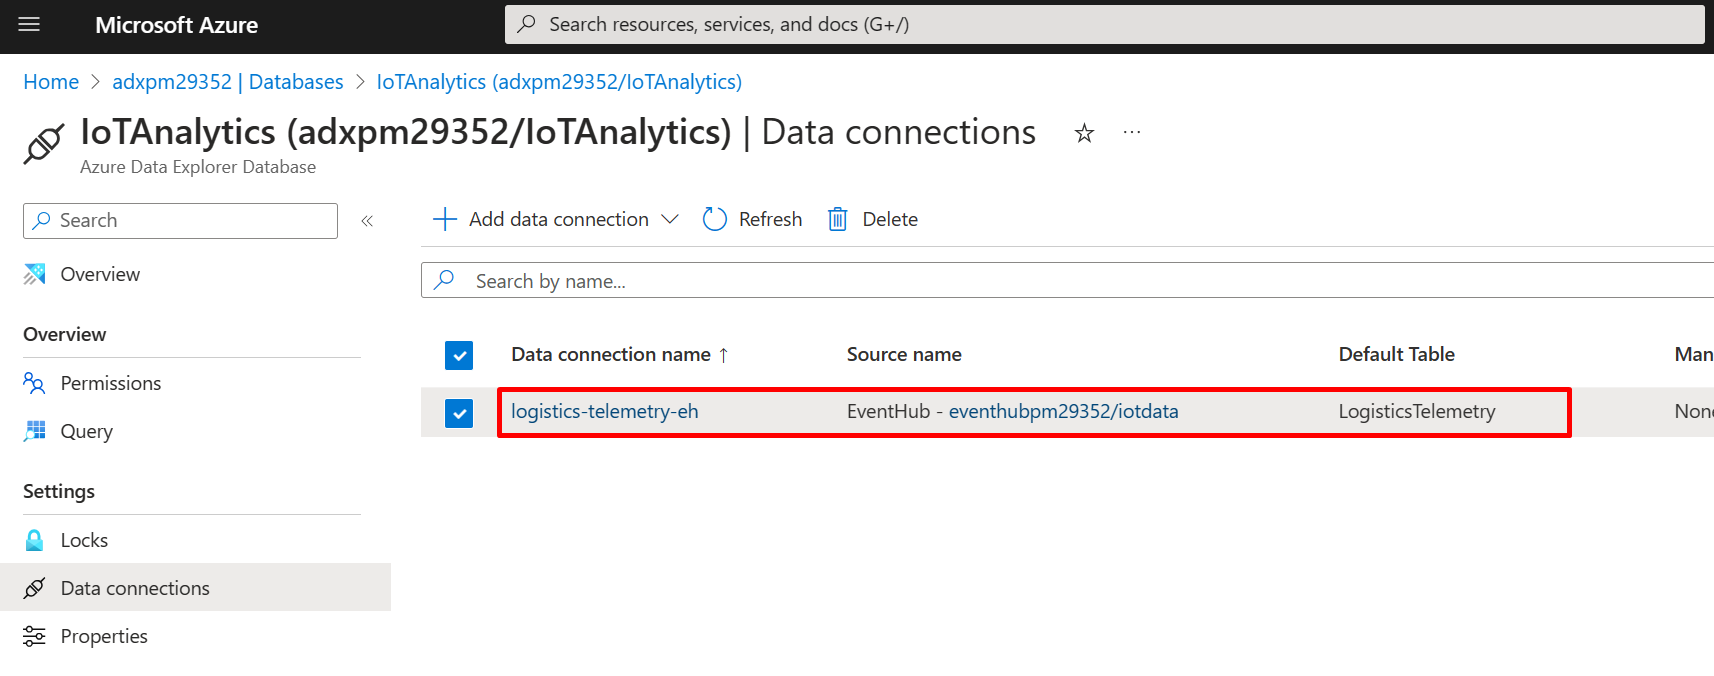 Microsoft Azure
Search resources, services, and docs (G+/)
Home > adxpm29352 | Databases > IoTAnalytics (adxpm29352/IoTAnalytics)
IoTAnalytics (adxpm29352/IoTAnalytics) | Data connections
Azure Data Explorer Database
Search
Add data connection
Refresh
Delete
Overview
Search by name...
Overview
Permissions
Query
Settings
Locks
Data connections
Properties
Data connection name ↑ Source name Default Table Man
logistics-telemetry-eh EventHub - eventhubpm29352/iotdata LogisticsTelemetry Non